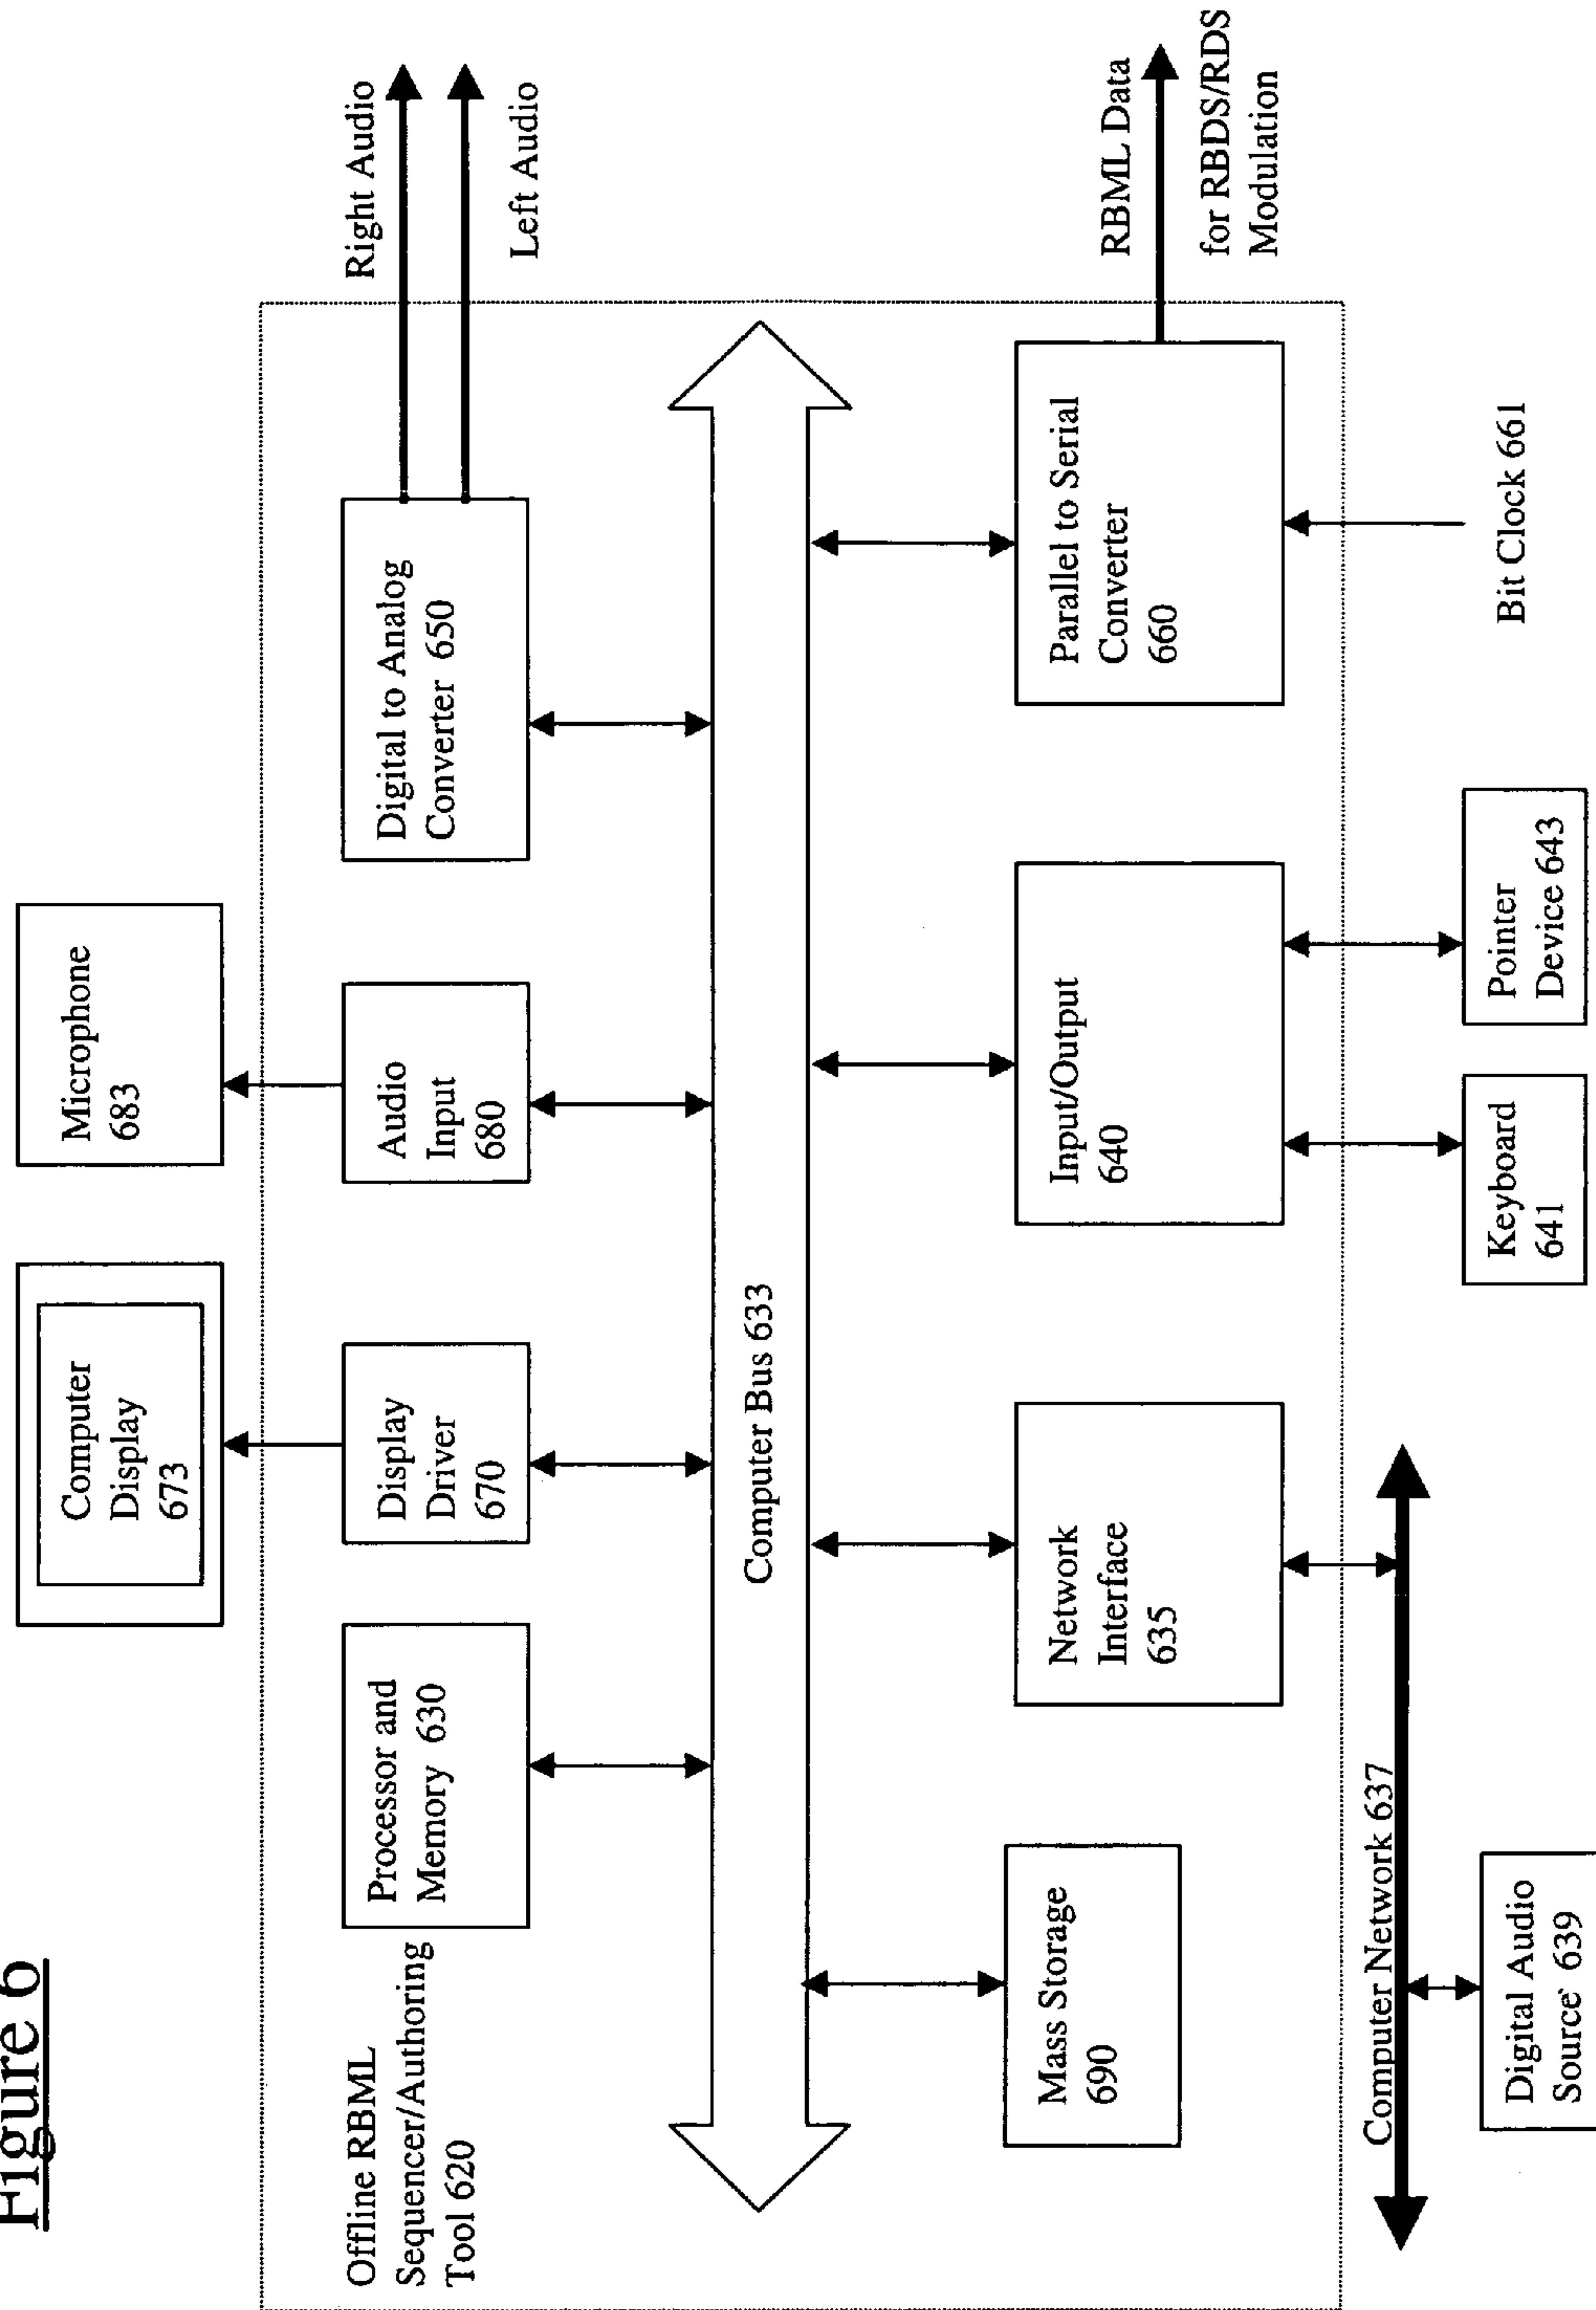 Figure 6
Computer
Display
673
Microphone
683
Offline RBML
Sequencer/Authoring
Tool 620
Processor and
Memory 630
Display
Driver
670
Audio
Input
680
Digital to Analog
Converter 650
Right Audio
Left Audio
Computer Bus 633
Mass Storage
690
Network
Interface
635
Input/Output
640
Parallel to Serial
Converter
660
RBML Data
for RBDS/RDS
Modulation
Computer Network 637
Digital Audio
Source 639
Keyboard
641
Pointer
Device 643
Bit Clock 661